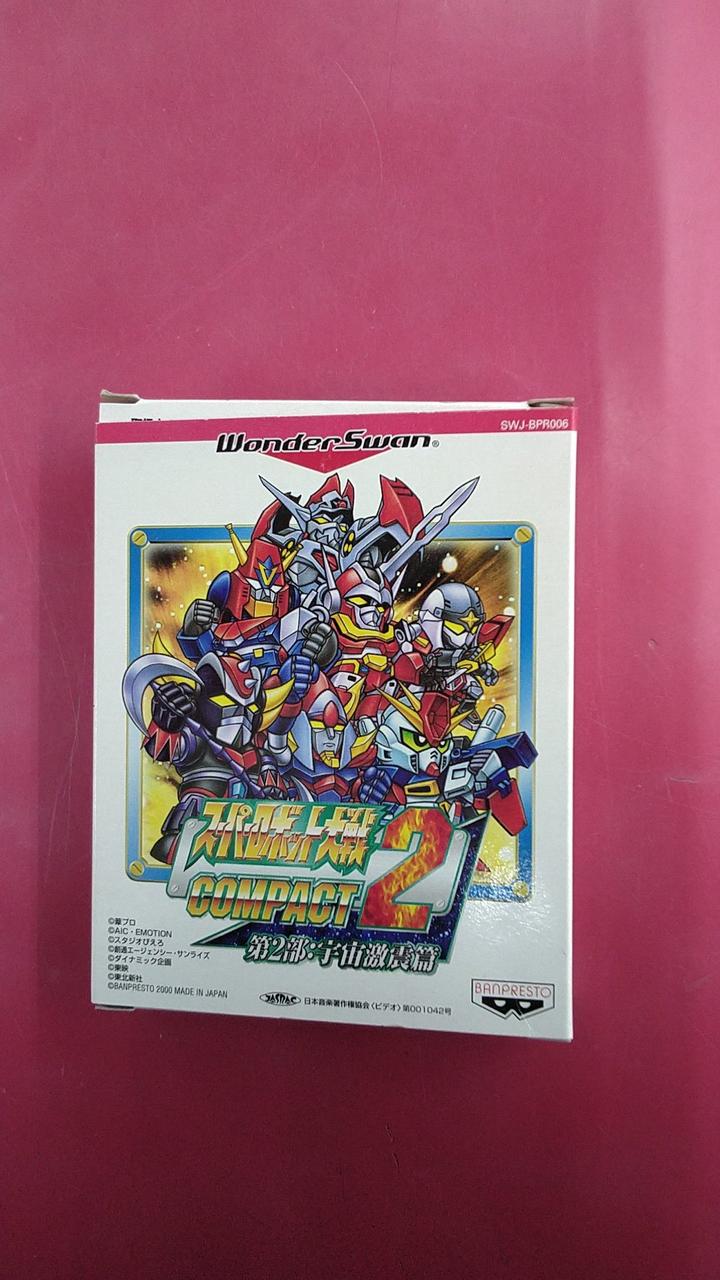 SWJ-BPR006
WonderSwan®
スーパーロボット大戦
COMPACT 2
第2部:宇宙激震篇
©葦プロ
©AIC・EMOTION
©スタジオぴえろ
©創通エージェンシー・サンライズ
©ダイナミック企画
©東映
©東北新社
©BANPRESTO 2000 MADE IN JAPAN
JASRAC
日本音楽著作権協会〈ビデオ〉第001042号
BANPRESTO